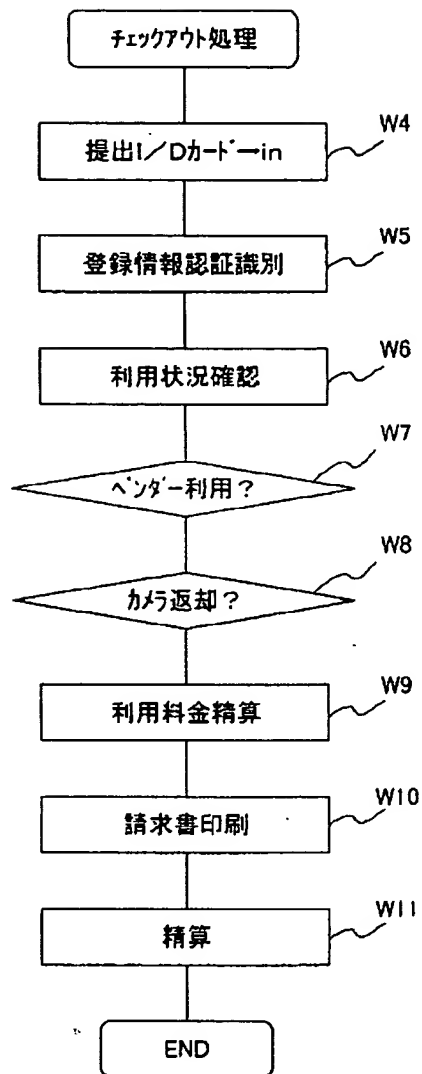 チェックアウト処理
提出I／Dカード→in
W4
登録情報認証識別
W5
利用状況確認
W6
ベンダー利用？
W7
カメラ返却？
W8
利用料金精算
W9
請求書印刷
W10
精算
W11
END